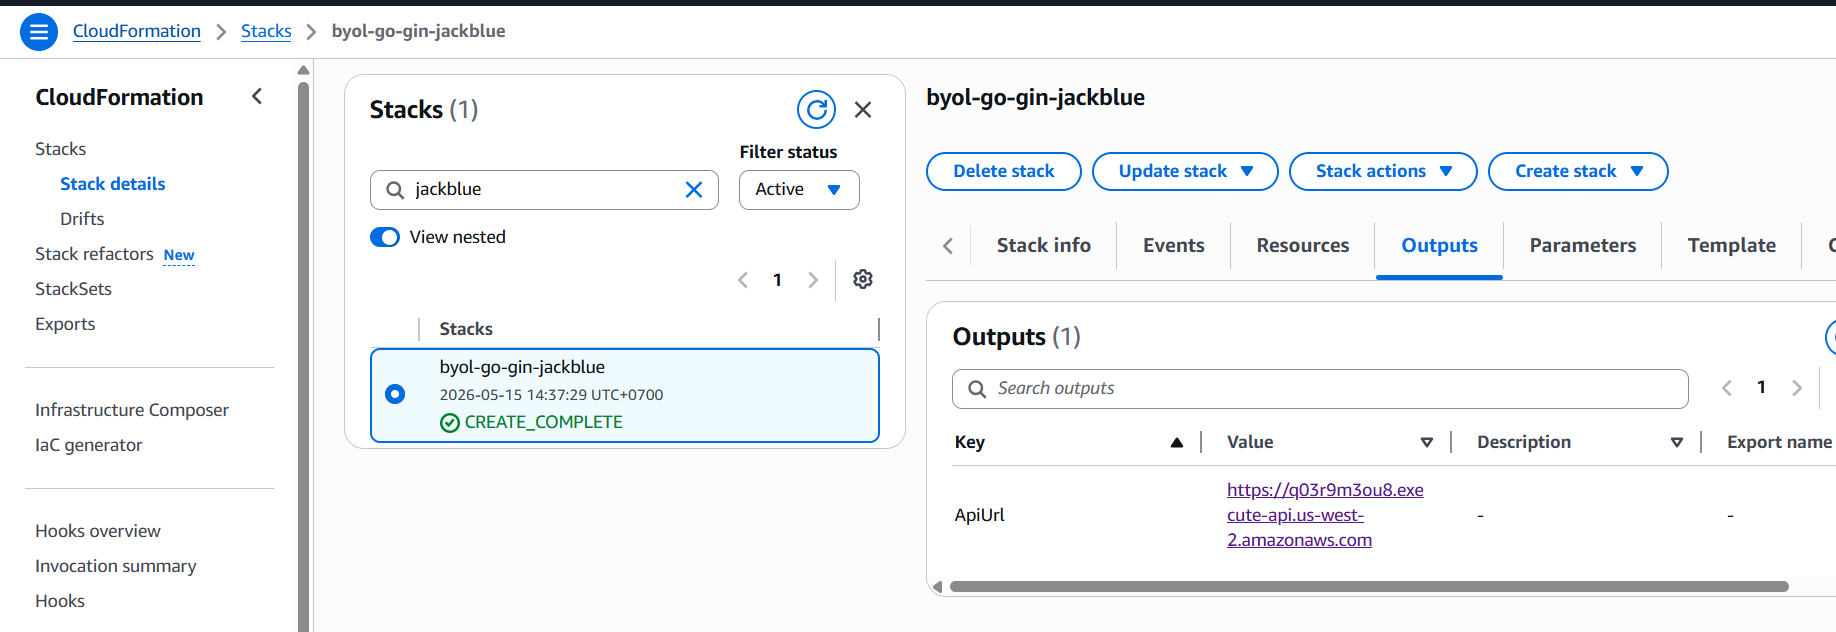 CloudFormation > Stacks > byol-go-gin-jackblue
CloudFormation
Stacks
Stack details
Drifts
Stack refactors New
StackSets
Exports
Infrastructure Composer
IaC generator
Hooks overview
Invocation summary
Hooks
Stacks (1)
Filter status
jackblue
Active
View nested
1
Stacks
byol-go-gin-jackblue
2026-05-15 14:37:29 UTC+0700
CREATE_COMPLETE
byol-go-gin-jackblue
Delete stack Update stack Stack actions Create stack
Stack info Events Resources Outputs Parameters Template
Outputs (1)
Search outputs 1
Key Value Description Export name
ApiUrl
https://q03r9m3ou8.exe
cute-api.us-west-
2.amazonaws.com
- -